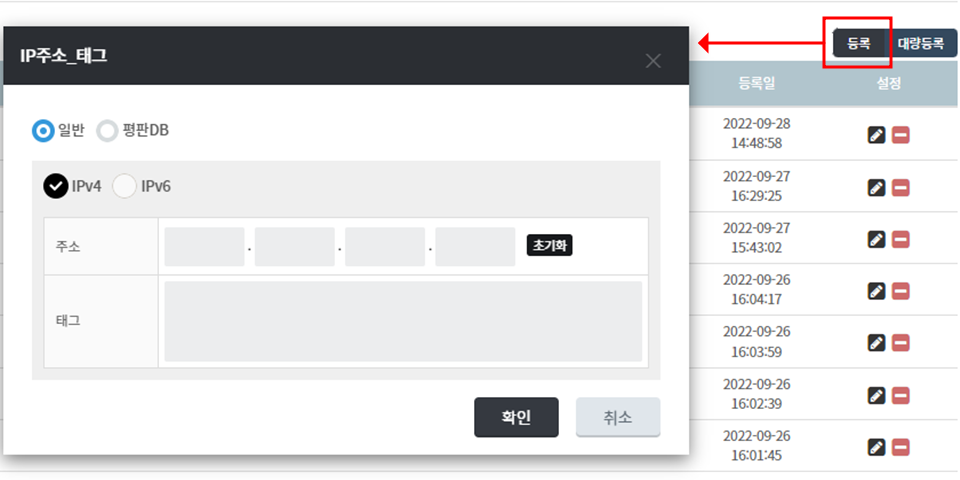 등록 대량등록
IP주소_태그
등록일 설정
일반 평판DB
IPv4 IPv6
주소 . . . 초기화
태그
확인 취소
2022-09-28
14:48:58
2022-09-27
16:29:25
2022-09-27
15:43:02
2022-09-26
16:04:17
2022-09-26
16:03:59
2022-09-26
16:02:39
2022-09-26
16:01:45